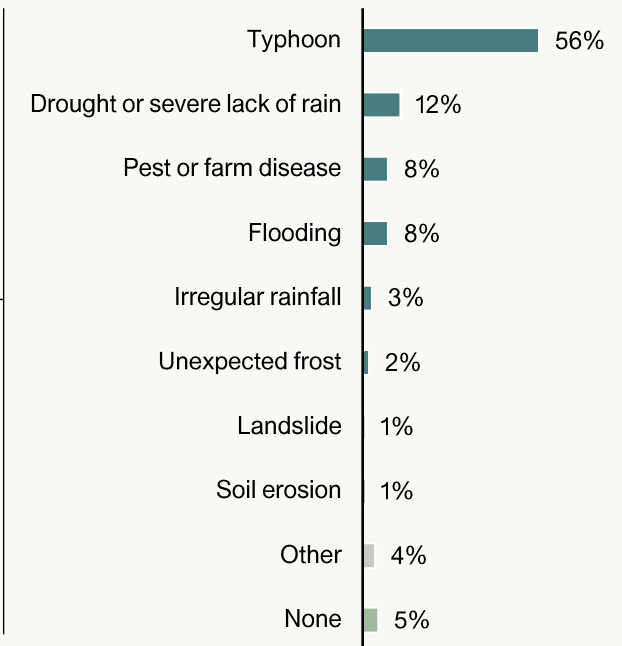 Typhoon 56%
Drought or severe lack of rain 12%
Pest or farm disease 8%
Flooding 8%
Irregular rainfall 3%
Unexpected frost 2%
Landslide 1%
Soil erosion 1%
Other 4%
None 5%